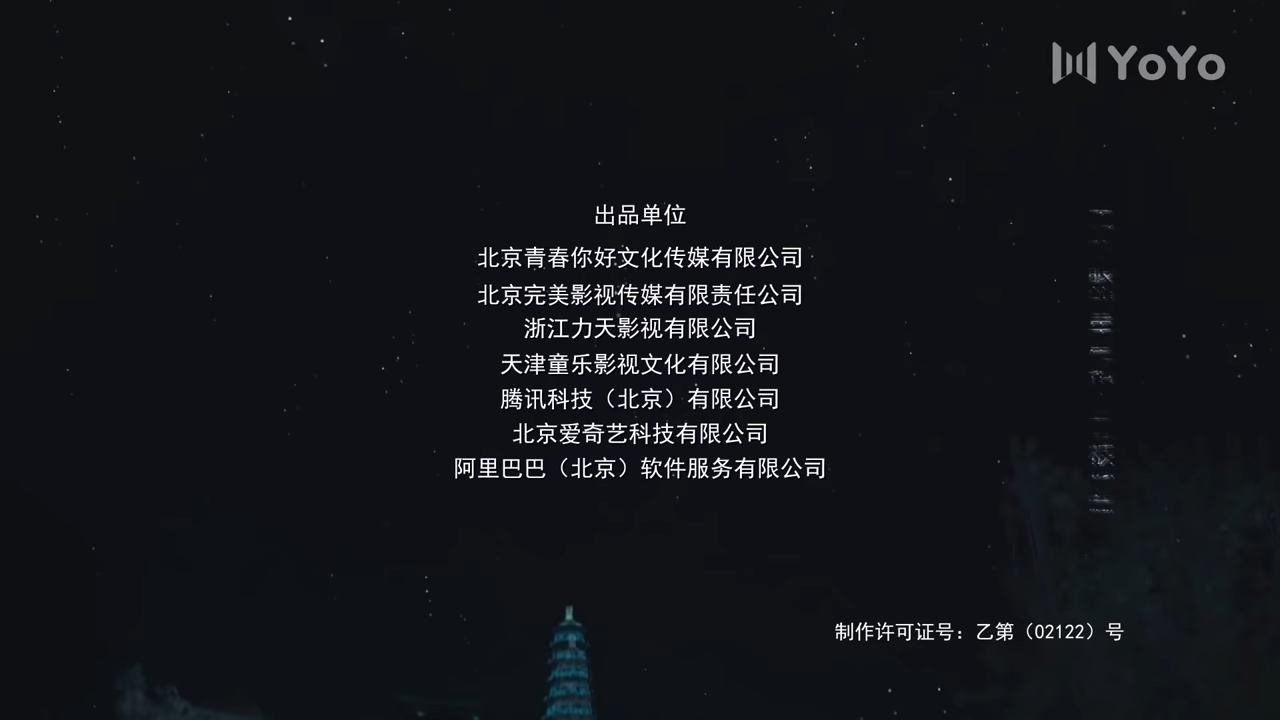 YoYo
出品单位
北京青春你好文化传媒有限公司
北京完美影视传媒有限责任公司
浙江力天影视有限公司
天津童乐影视文化有限公司
腾讯科技（北京）有限公司
北京爱奇艺科技有限公司
阿里巴巴（北京）软件服务有限公司
制作许可证号：乙第（02122）号